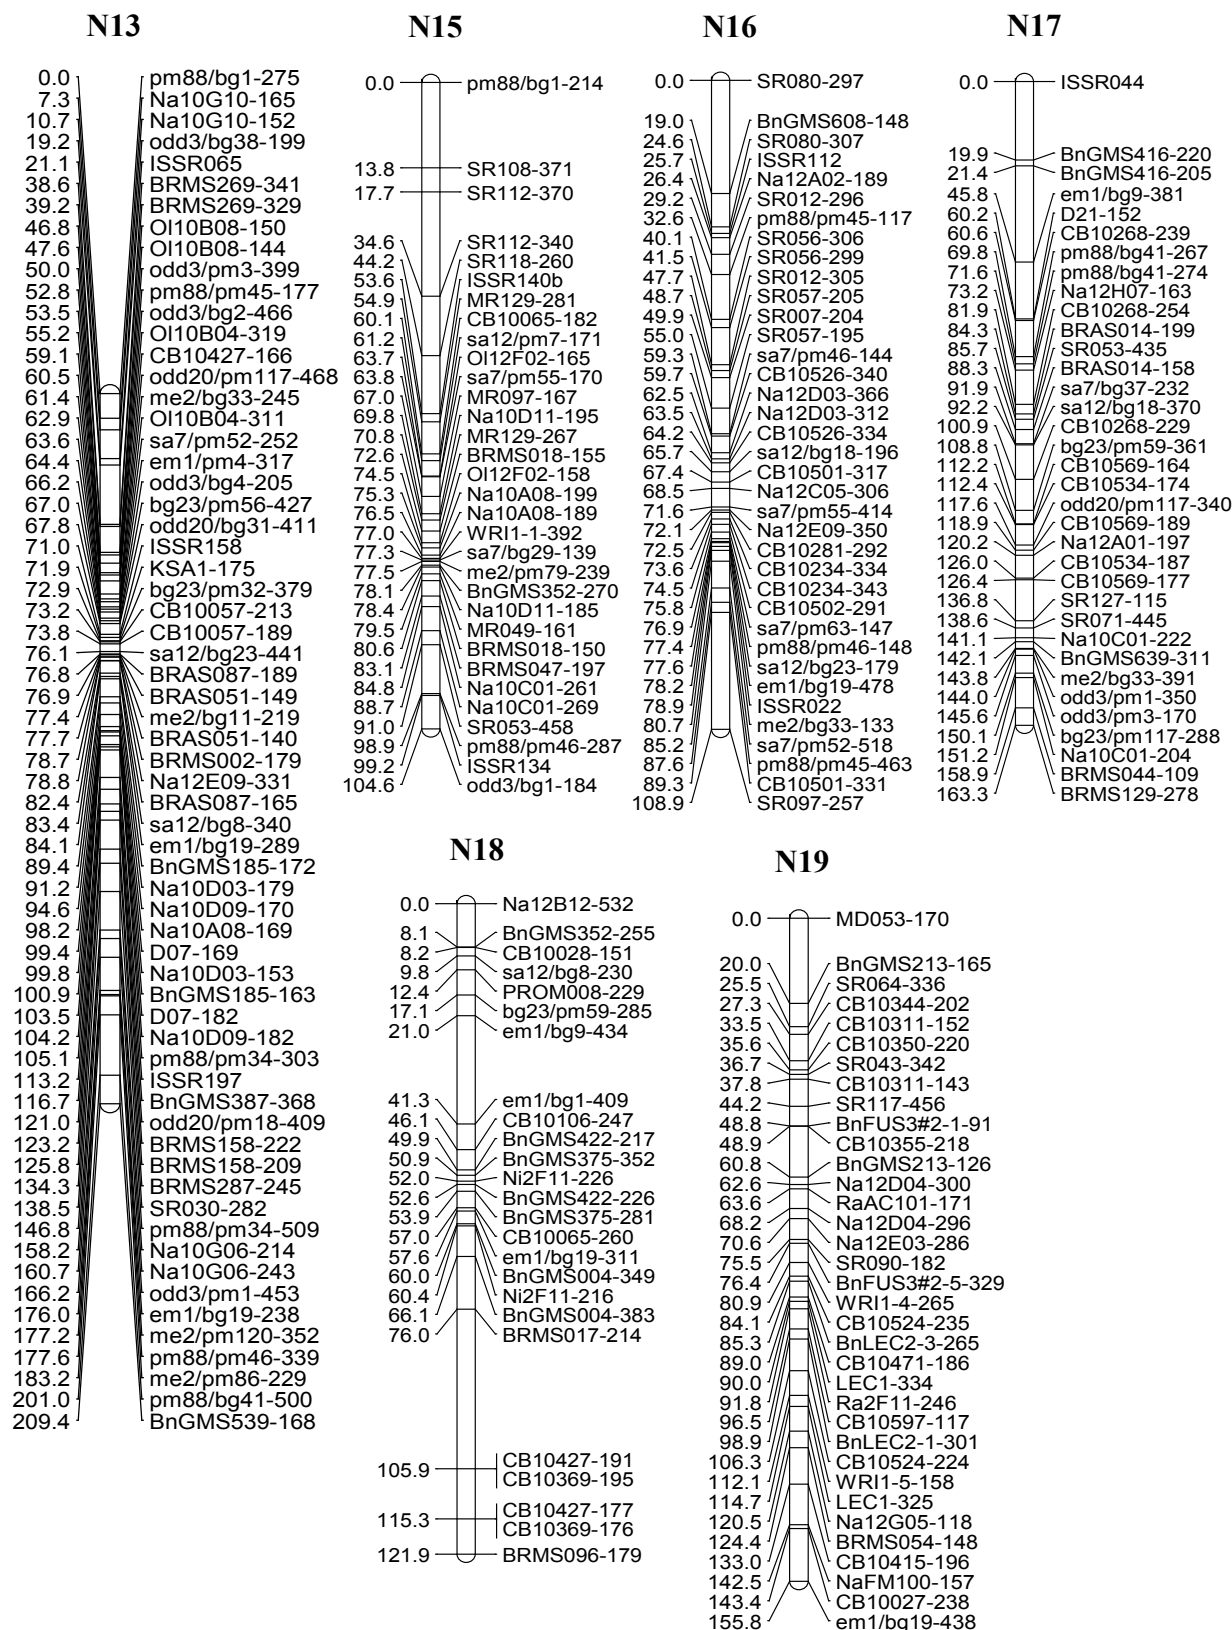 N13
0.0 pm88/bg1-275
7.3 Na10G10-165
10.7 Na10G10-152
19.2 odd3/bg38-199
21.1 ISSR065
38.6 BRMS269-341
39.2 BRMS269-329
46.8 Ol10B08-150
47.6 Ol10B08-144
50.0 odd3/pm3-399
52.8 pm88/pm45-177
53.5 odd3/bg2-466
55.2 Ol10B04-319
59.1 CB10427-166
60.5 odd20/pm117-468
61.4 me2/bg33-245
62.9 Ol10B04-311
63.6 sa7/pm52-252
64.4 em1/pm4-317
66.2 odd3/bg4-205
67.0 bg23/pm56-427
67.8 odd20/bg31-411
71.0 ISSR158
71.9 KSA1-175
72.9 bg23/pm32-379
73.2 CB10057-213
73.8 CB10057-189
76.1 sa12/bg23-441
76.8 BRAS087-189
76.9 BRAS051-149
77.4 me2/bg11-219
77.7 BRAS051-140
78.7 BRMS002-179
78.8 Na12E09-331
82.4 BRAS087-165
83.4 sa12/bg8-340
84.1 em1/bg19-289
89.4 BnGMS185-172
91.2 Na10D03-179
94.6 Na10D09-170
98.2 Na10A08-169
99.4 D07-169
99.8 Na10D03-153
100.9 BnGMS185-163
103.5 D07-182
104.2 Na10D09-182
105.1 pm88/pm34-303
113.2 ISSR197
116.7 BnGMS387-368
121.0 odd20/pm18-409
123.2 BRMS158-222
125.8 BRMS158-209
134.3 BRMS287-245
138.5 SR030-282
146.8 pm88/pm34-509
158.2 Na10G06-214
160.7 Na10G06-243
166.2 odd3/pm1-453
176.0 em1/bg19-238
177.2 me2/pm120-352
177.6 pm88/pm46-339
183.2 me2/pm86-229
201.0 pm88/bg41-500
209.4 BnGMS539-168
N15
0.0 pm88/bg1-214
13.8 SR108-371
17.7 SR112-370
34.6 SR112-340
44.2 SR118-260
53.6 ISSR140b
54.9 MR129-281
60.1 CB10065-182
61.2 sa12/pm7-171
63.7 Ol12F02-165
63.8 sa7/pm55-170
67.0 MR097-167
69.8 Na10D11-195
70.8 MR129-267
72.6 BRMS018-155
74.5 Ol12F02-158
75.3 Na10A08-199
76.5 Na10A08-189
77.0 WRI1-1-392
77.3 sa7/bg29-139
77.5 me2/pm79-239
78.1 BnGMS352-270
78.4 Na10D11-185
79.5 MR049-161
80.6 BRMS018-150
83.1 BRMS047-197
84.8 Na10C01-261
88.7 Na10C01-269
91.0 SR053-458
98.9 pm88/pm46-287
99.2 ISSR134
104.6 odd3/bg1-184
N16
0.0 SR080-297
19.0 BnGMS608-148
24.6 SR080-307
25.7 ISSR112
26.4 Na12A02-189
29.2 SR012-296
32.6 pm88/pm45-117
40.1 SR056-306
41.5 SR056-299
47.7 SR012-305
48.7 SR057-205
49.9 SR007-204
55.0 SR057-195
59.3 sa7/pm46-144
59.7 CB10526-340
62.5 Na12D03-366
63.5 Na12D03-312
64.2 CB10526-334
65.7 sa12/bg18-196
67.4 CB10501-317
68.5 Na12C05-306
71.6 sa7/pm55-414
72.1 Na12E09-350
72.5 CB10281-292
73.6 CB10234-334
74.5 CB10234-343
75.8 CB10502-291
76.9 sa7/pm63-147
77.4 pm88/pm46-148
77.6 sa12/bg23-179
78.2 em1/bg19-478
78.9 ISSR022
80.7 me2/bg33-133
85.2 sa7/pm52-518
87.6 pm88/pm45-463
89.3 CB10501-331
108.9 SR097-257
N17
0.0 ISSR044
19.9 BnGMS416-220
21.4 BnGMS416-205
45.8 em1/bg9-381
60.2 D21-152
60.6 CB10268-239
69.8 pm88/bg41-267
71.6 pm88/bg41-274
73.2 Na12H07-163
81.9 CB10268-254
84.3 BRAS014-199
85.7 SR053-435
88.3 BRAS014-158
91.9 sa7/bg37-232
92.2 sa12/bg18-370
100.9 CB10268-229
108.8 bg23/pm59-361
112.2 CB10569-164
112.4 CB10534-174
117.6 odd20/pm117-340
118.9 CB10569-189
120.2 Na12A01-197
126.0 CB10534-187
126.4 CB10569-177
136.8 SR127-115
138.6 SR071-445
141.1 Na10C01-222
142.1 BnGMS639-311
143.8 me2/bg33-391
144.0 odd3/pm1-350
145.6 odd3/pm3-170
150.1 bg23/pm117-288
151.2 Na10C01-204
158.9 BRMS044-109
163.3 BRMS129-278
N18
0.0 Na12B12-532
8.1 BnGMS352-255
8.2 CB10028-151
9.8 sa12/bg8-230
12.4 PROM008-229
17.1 bg23/pm59-285
21.0 em1/bg9-434
41.3 em1/bg1-409
46.1 CB10106-247
49.9 BnGMS422-217
50.9 BnGMS375-352
52.0 Ni2F11-226
52.6 BnGMS422-226
53.9 BnGMS375-281
57.0 CB10065-260
57.6 em1/bg19-311
60.0 BnGMS004-349
60.4 Ni2F11-216
66.1 BnGMS004-383
76.0 BRMS017-214
105.9 CB10427-191
CB10369-195
115.3 CB10427-177
CB10369-176
121.9 BRMS096-179
N19
0.0 MD053-170
20.0 BnGMS213-165
25.5 SR064-336
27.3 CB10344-202
33.5 CB10311-152
35.6 CB10350-220
36.7 SR043-342
37.8 CB10311-143
44.2 SR117-456
48.8 BnFUS3#2-1-91
48.9 CB10355-218
60.8 BnGMS213-126
62.6 Na12D04-300
63.6 RaAC101-171
68.2 Na12D04-296
70.6 Na12E03-286
75.5 SR090-182
76.4 BnFUS3#2-5-329
80.9 WRI1-4-265
84.1 CB10524-235
85.3 BnLEC2-3-265
89.0 CB10471-186
90.0 LEC1-334
91.8 Ra2F11-246
96.5 CB10597-117
98.9 BnLEC2-1-301
106.3 CB10524-224
112.1 WRI1-5-158
114.7 LEC1-325
120.5 Na12G05-118
124.4 BRMS054-148
133.0 CB10415-196
142.5 NaFM100-157
143.4 CB10027-238
155.8 em1/bg19-438